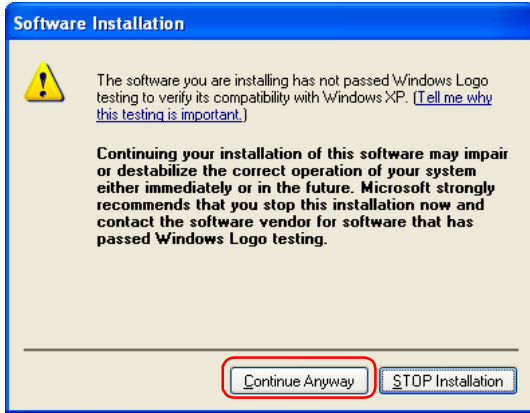 Software Installation
The software you are installing has not passed Windows Logo
testing to verify its compatibility with Windows XP. (Tell me why
this testing is important.)
Continuing your installation of this software may impair
or destabilize the correct operation of your system
either immediately or in the future. Microsoft strongly
recommends that you stop this installation now and
contact the software vendor for software that has
passed Windows Logo testing.
Continue Anyway
STOP Installation